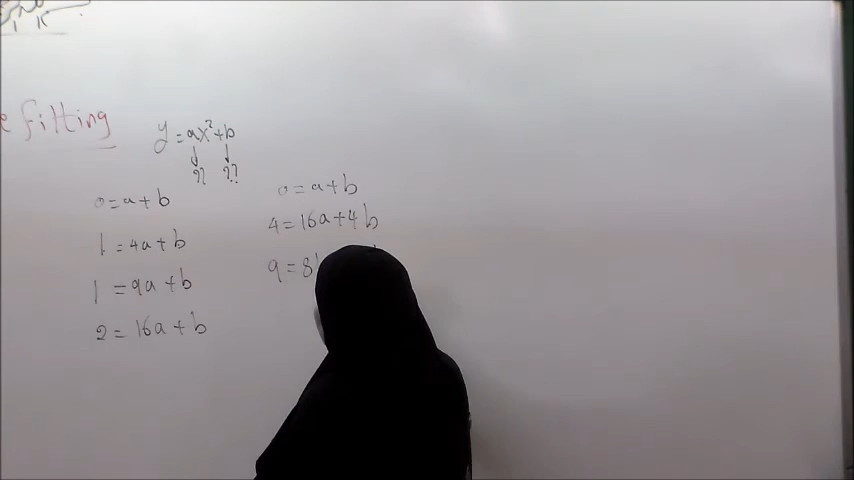 Fitting
y = ax² + b
?? ??
0 = a + b
1 = 4a + b
1 = 9a + b
2 = 16a + b
0 = a + b
4 = 16a + 4b
9 = 81